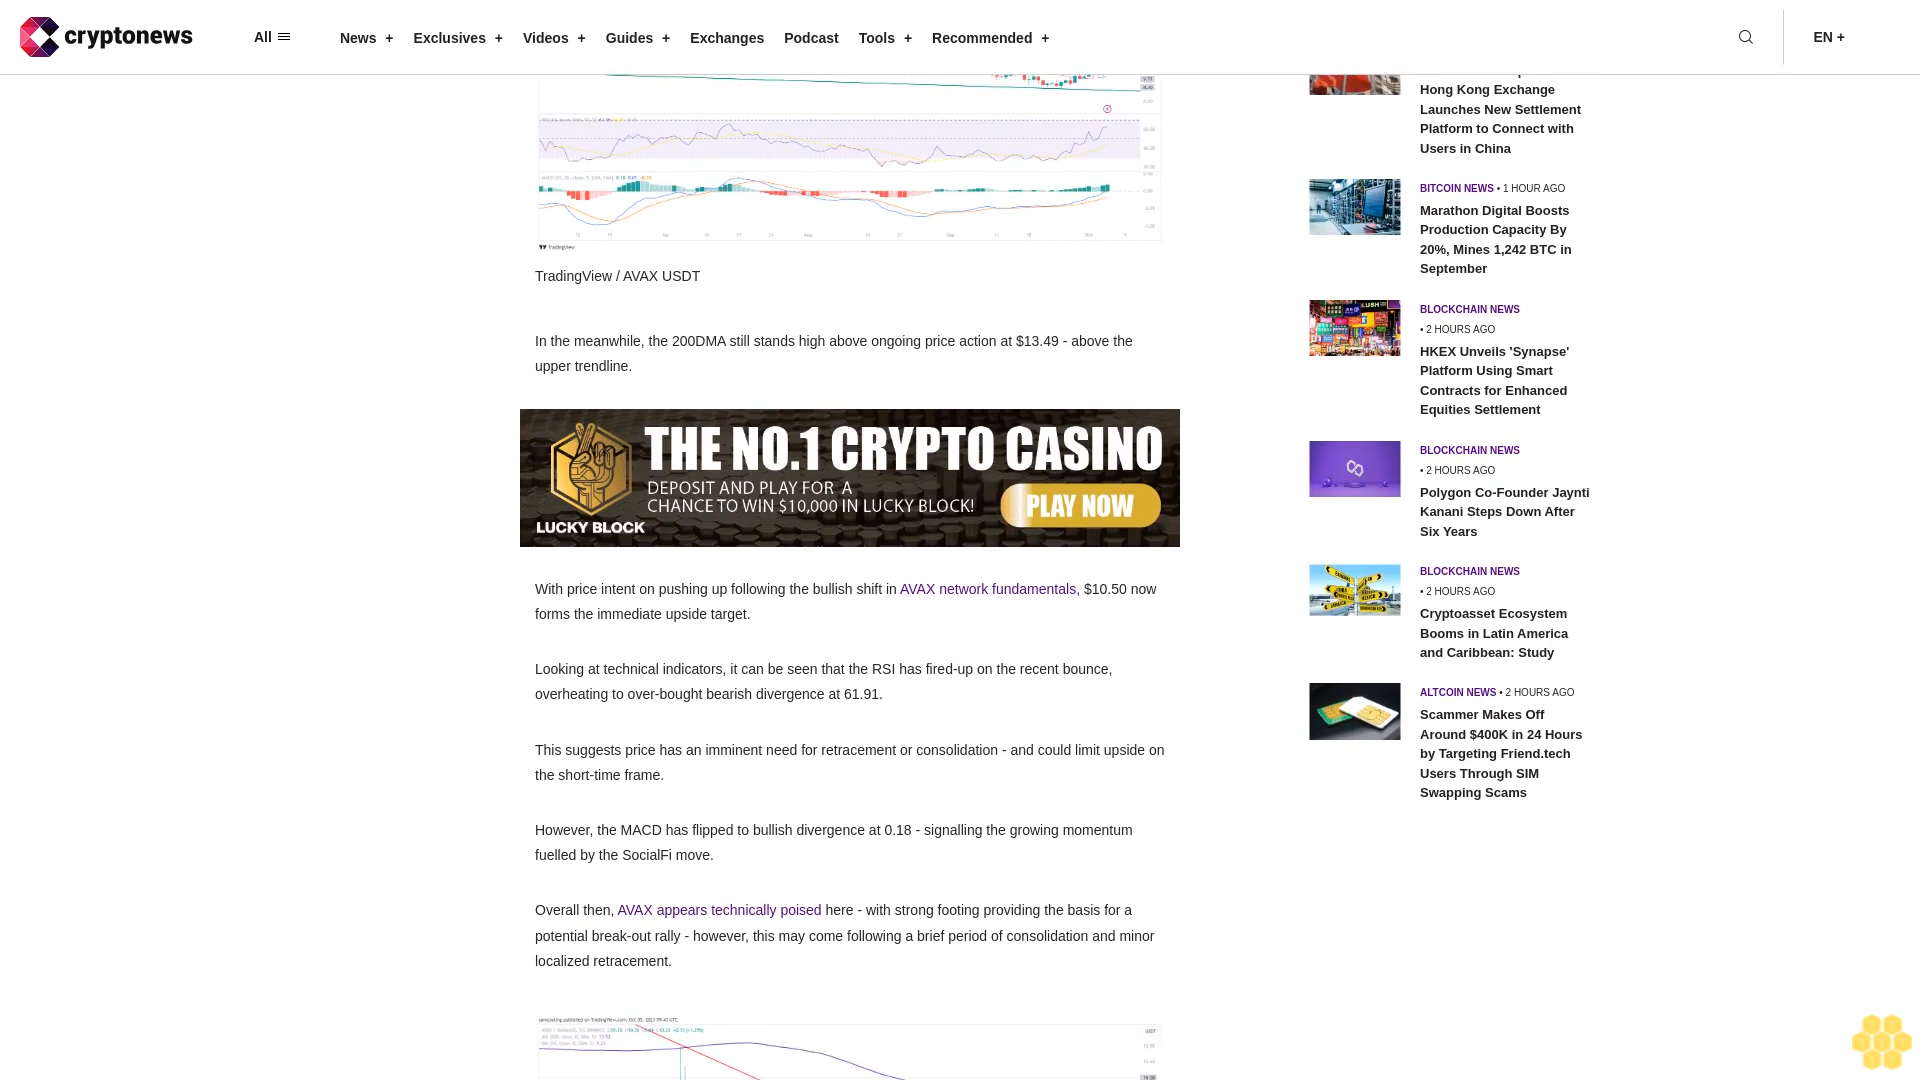 cryptonews
All
News +
Exclusives +
Videos +
Guides +
Exchanges
Podcast
Tools +
Recommended +
EN +
TradingView
TradingView / AVAX USDT
In the meanwhile, the 200DMA still stands high above ongoing price action at $13.49 - above the
upper trendline.
THE NO.1 CRYPTO CASINO
DEPOSIT AND PLAY FOR A
CHANCE TO WIN $10,000 IN LUCKY BLOCK!
PLAY NOW
LUCKY BLOCK
With price intent on pushing up following the bullish shift in AVAX network fundamentals, $10.50 now
forms the immediate upside target.
Looking at technical indicators, it can be seen that the RSI has fired-up on the recent bounce,
overheating to over-bought bearish divergence at 61.91.
This suggests price has an imminent need for retracement or consolidation - and could limit upside on
the short-time frame.
However, the MACD has flipped to bullish divergence at 0.18 - signalling the growing momentum
fuelled by the SocialFi move.
Overall then, AVAX appears technically poised here - with strong footing providing the basis for a
potential break-out rally - however, this may come following a brief period of consolidation and minor
localized retracement.
Hong Kong Exchange
Launches New Settlement
Platform to Connect with
Users in China
BITCOIN NEWS • 1 HOUR AGO
Marathon Digital Boosts
Production Capacity By
20%, Mines 1,242 BTC in
September
BLOCKCHAIN NEWS
• 2 HOURS AGO
HKEX Unveils 'Synapse'
Platform Using Smart
Contracts for Enhanced
Equities Settlement
BLOCKCHAIN NEWS
• 2 HOURS AGO
Polygon Co-Founder Jaynti
Kanani Steps Down After
Six Years
BLOCKCHAIN NEWS
• 2 HOURS AGO
Cryptoasset Ecosystem
Booms in Latin America
and Caribbean: Study
ALTCOIN NEWS • 2 HOURS AGO
Scammer Makes Off
Around $400K in 24 Hours
by Targeting Friend.tech
Users Through SIM
Swapping Scams